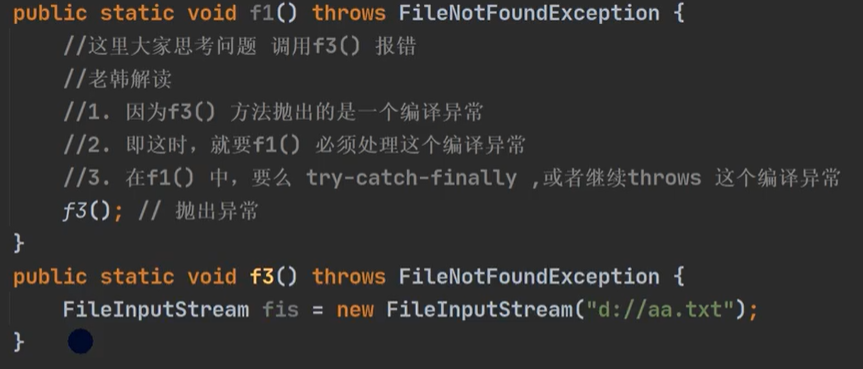 public static void f1() throws FileNotFoundException {
//这里大家思考问题 调用f3() 报错
//老韩解读
//1. 因为f3() 方法抛出的是一个编译异常
//2. 即这时，就要f1() 必须处理这个编译异常
//3. 在f1() 中，要么 try-catch-finally ,或者继续throws 这个编译异常
f3(); // 抛出异常
}
public static void f3() throws FileNotFoundException {
FileInputStream fis = new FileInputStream("d://aa.txt");
}